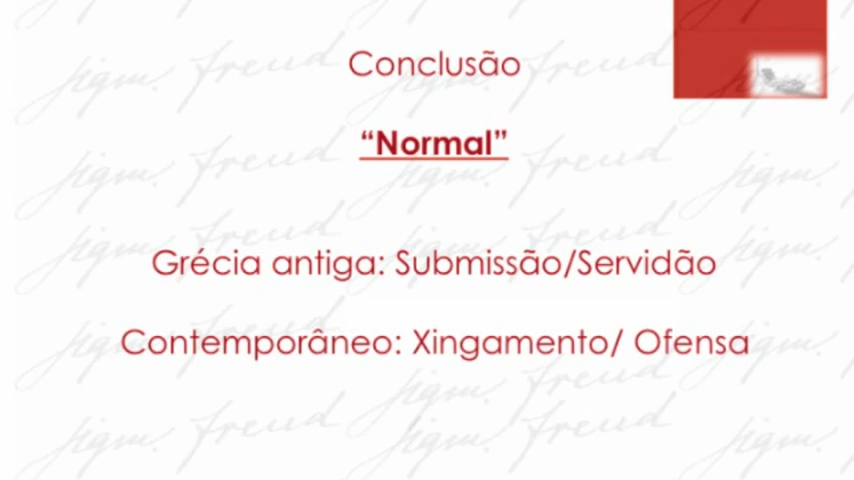 Conclusão
“Normal”
Grécia antiga: Submissão/Servidão
Contemporâneo: Xingamento/ Ofensa